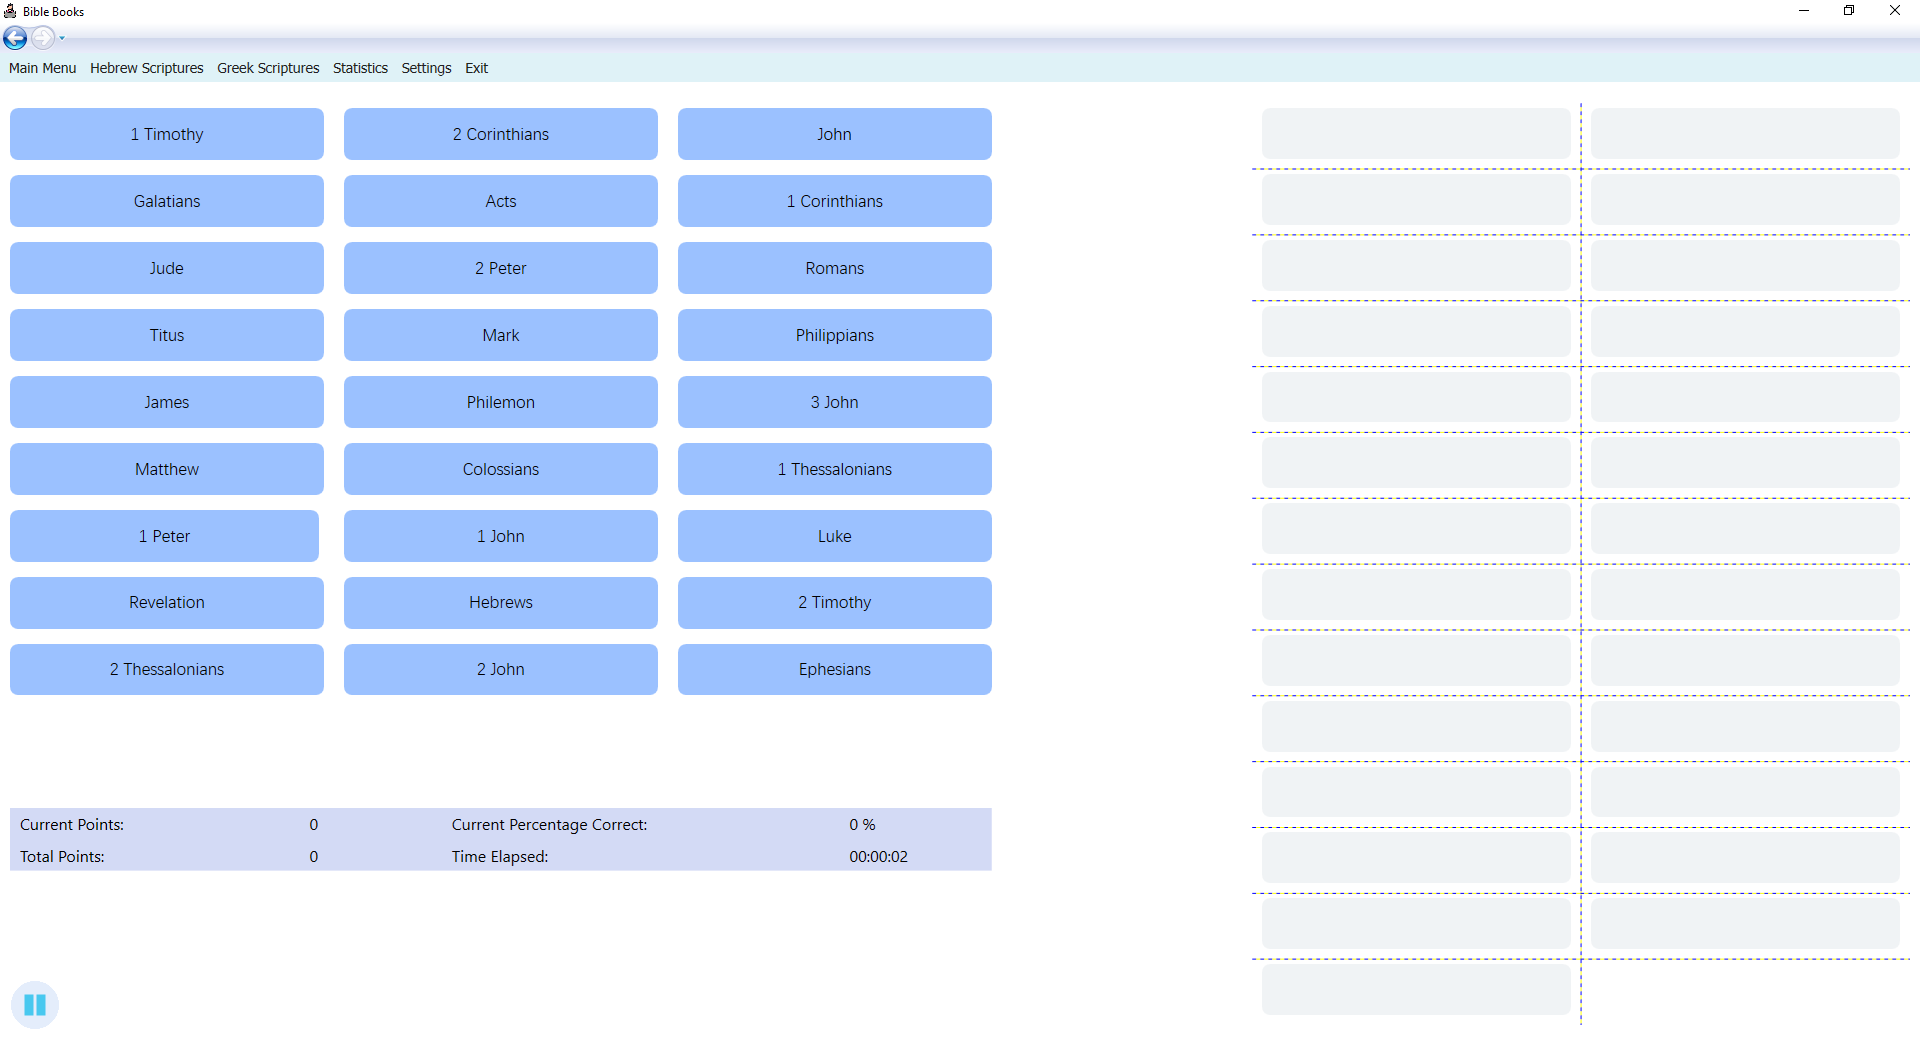 Bible Books
Main Menu Hebrew Scriptures Greek Scriptures Statistics Settings Exit
1 Timothy 2 Corinthians John
Galatians Acts 1 Corinthians
Jude 2 Peter Romans
Titus Mark Philippians
James Philemon 3 John
Matthew Colossians 1 Thessalonians
1 Peter 1 John Luke
Revelation Hebrews 2 Timothy
2 Thessalonians 2 John Ephesians
Current Points: 0 Current Percentage Correct: 0 %
Total Points: 0 Time Elapsed: 00:00:02